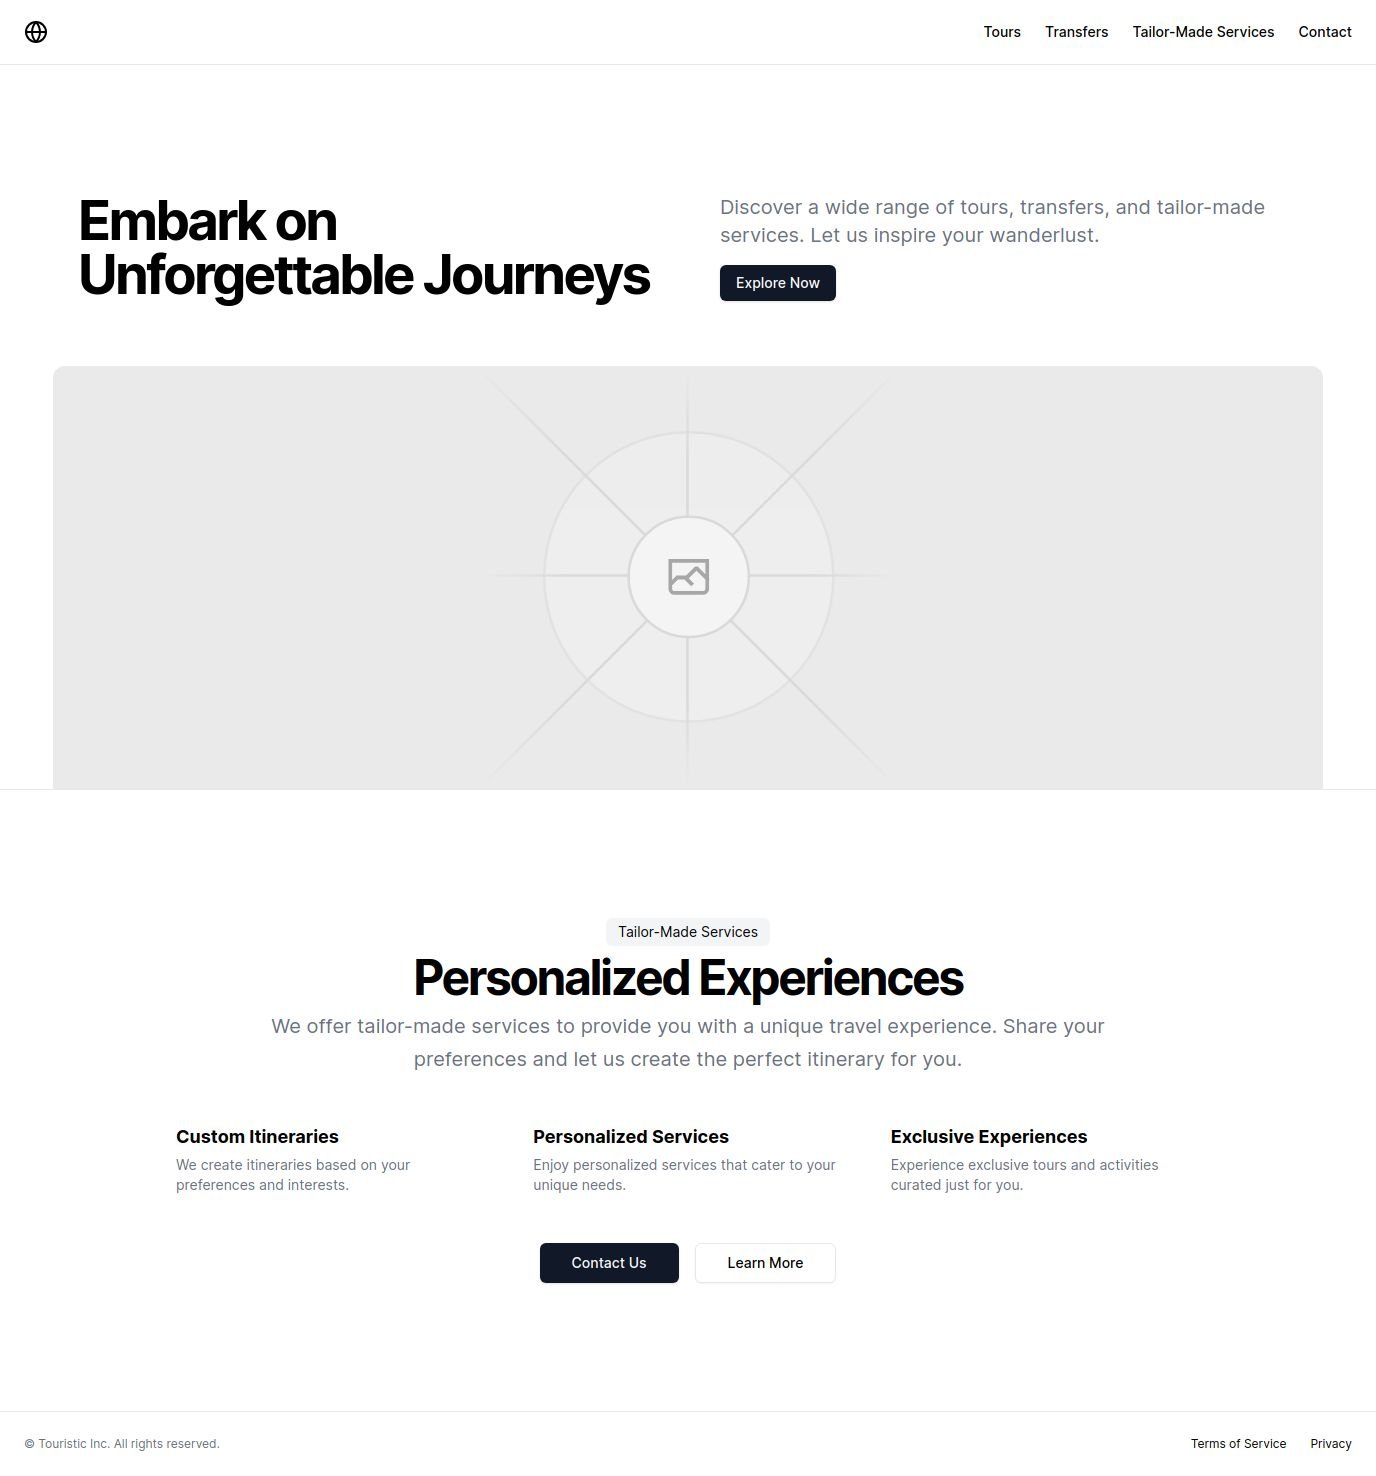 Tours Transfers Tailor-Made Services Contact
Embark on
Unforgettable Journeys
Discover a wide range of tours, transfers, and tailor-made
services. Let us inspire your wanderlust.
Explore Now
Tailor-Made Services
Personalized Experiences
We offer tailor-made services to provide you with a unique travel experience. Share your
preferences and let us create the perfect itinerary for you.
Custom Itineraries
We create itineraries based on your
preferences and interests.
Personalized Services
Enjoy personalized services that cater to your
unique needs.
Exclusive Experiences
Experience exclusive tours and activities
curated just for you.
Contact Us
Learn More
© Touristic Inc. All rights reserved.
Terms of Service Privacy